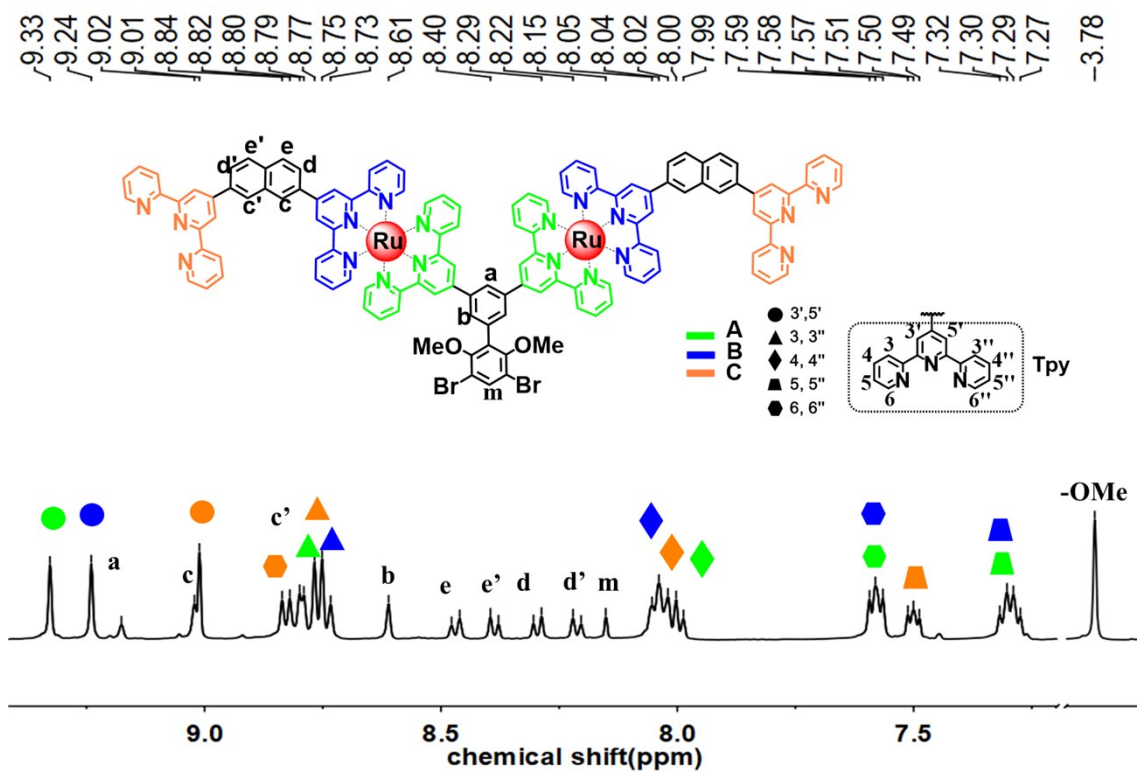 9.33 9.24 9.02 9.01 8.84 8.82 8.80 8.79 8.77 8.75 8.73 8.61 8.40 8.22 8.15 8.05 8.04 8.02 8.00 7.99 7.59 7.58 7.57 7.51 7.50 7.49 7.32 7.30 7.29 7.27 3.78
e' e e' e
d' d d d
c' c c
N N N N
N N N N N N N N
Ru Ru
N N N N N N N N
N N N N
a
b
MeO OMe
Br Br
m
A
B
C
3',5'
3, 3''
4, 4''
5, 5''
6, 6''
3' 5'
4 3 3'' 4''
N
5 N N 5''
6 6''
Tpy
-OMe
a c c' b e e' d d' m
9.0 8.5 8.0 7.5
chemical shift(ppm)